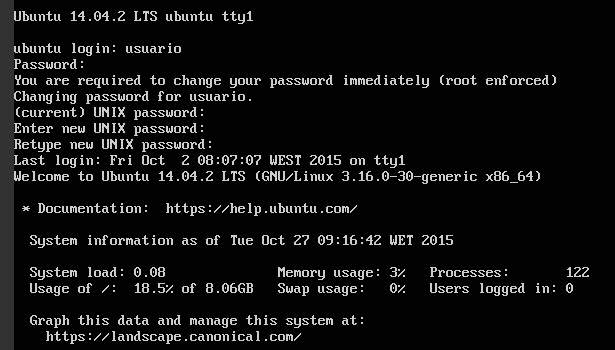 Ubuntu 14.04.2 LTS ubuntu tty1
ubuntu login: usuario
Password:
You are required to change your password immediately (root enforced)
Changing password for usuario.
(current) UNIX password:
Enter new UNIX password:
Retype new UNIX password:
Last login: Fri Oct  2 08:07:07 WEST 2015 on tty1
Welcome to Ubuntu 14.04.2 LTS (GNU/Linux 3.16.0-30-generic x86_64)
* Documentation:  https://help.ubuntu.com/
System information as of Tue Oct 27 09:16:42 WET 2015
System load: 0.08              Memory usage: 3%   Processes:       122
Usage of /:  18.5% of 8.06GB   Swap usage:   0%   Users logged in: 0
Graph this data and manage this system at:
https://landscape.canonical.com/